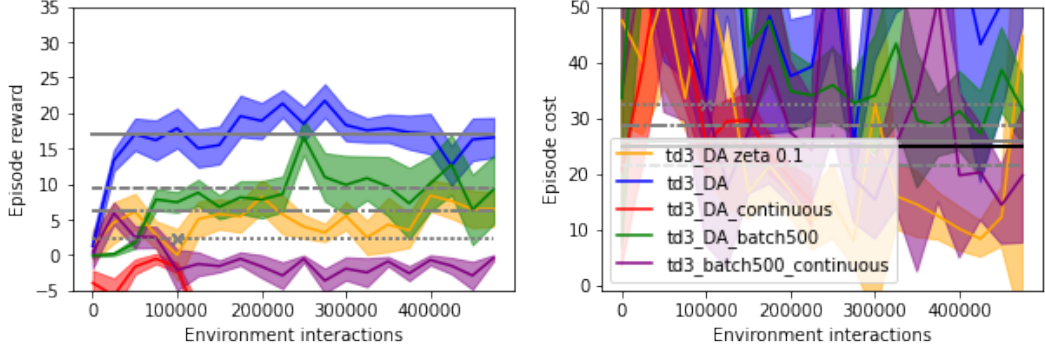 35
30
25
20
15
10
5
0
−5
Episode reward
0
100000
200000
300000
400000
Environment interactions
50
40
30
20
10
0
Episode cost
td3_DA zeta 0.1
td3_DA
td3_DA_continuous
td3_DA_batch500
td3_batch500_continuous
0
100000
200000
300000
400000
Environment interactions